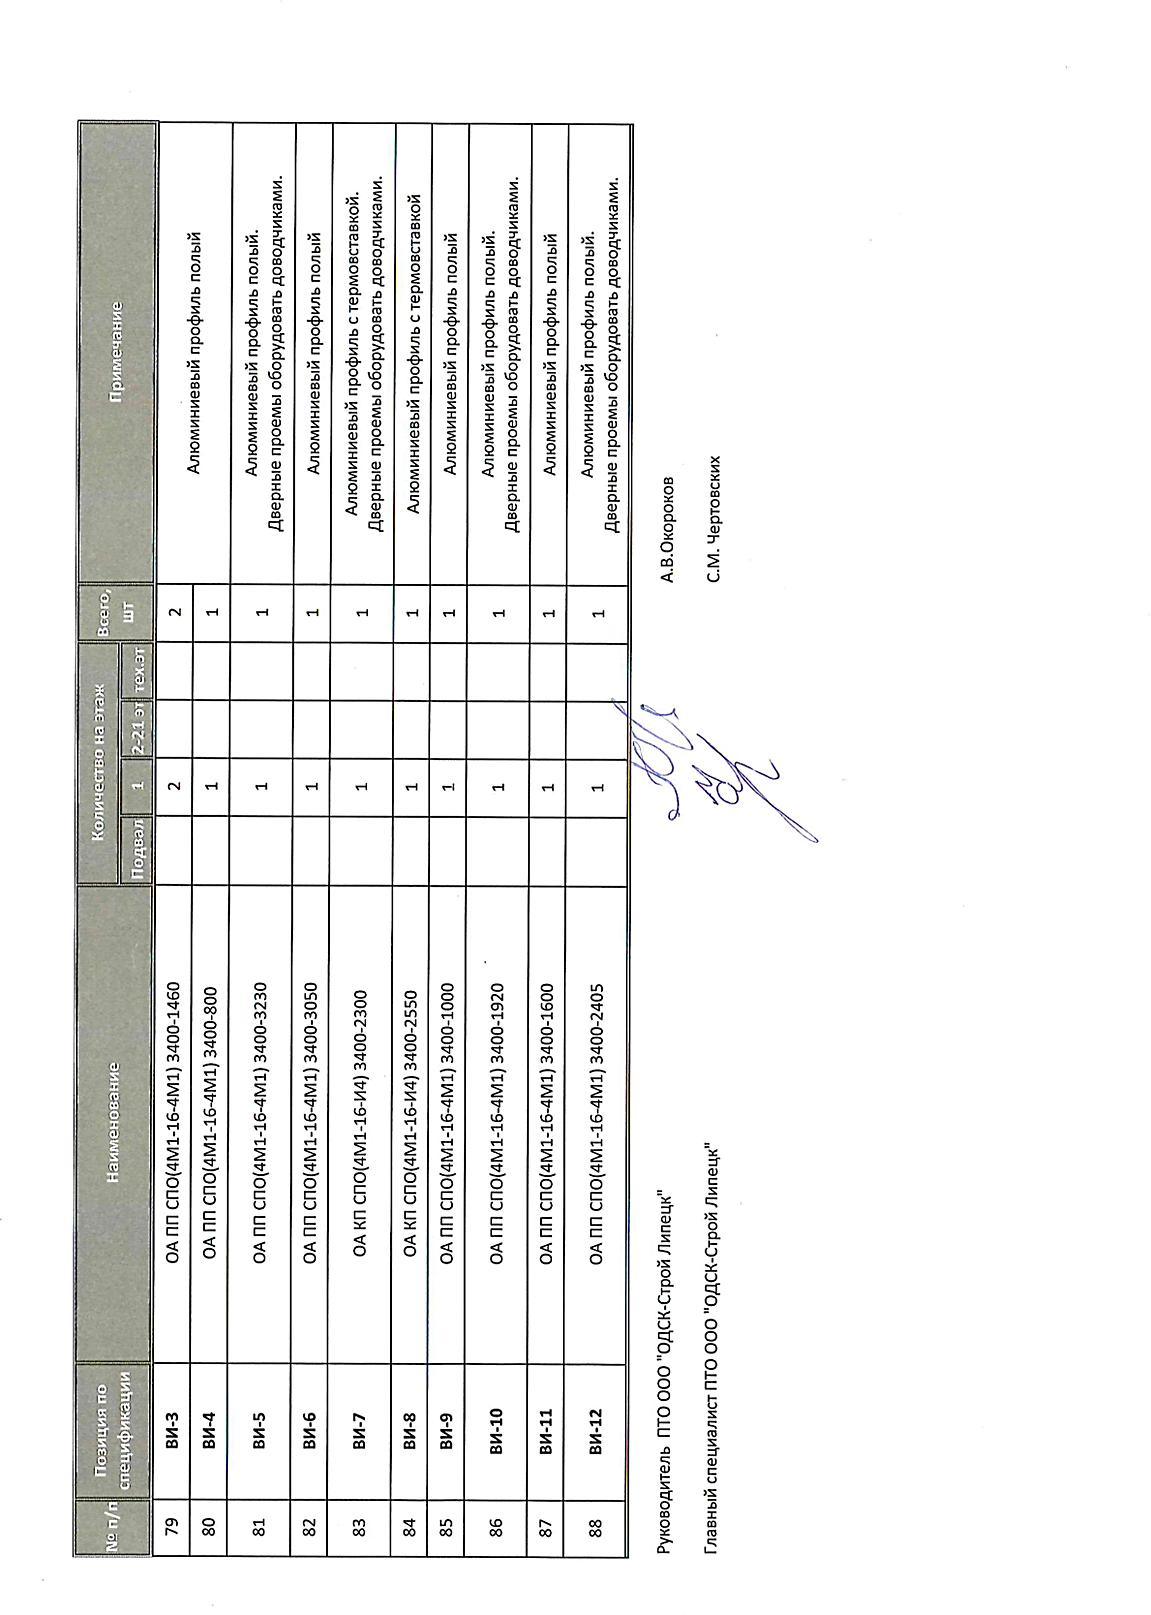 № п/п Позиция по спецификации Наименование Количество на этаж Всего, шт Примечание
Подвал 1 2-21 эт тех.эт
79 ВИ-3 ОА ПП СПО(4М1-16-4М1) 3400-1460 2 2 Алюминиевый профиль полый
80 ВИ-4 ОА ПП СПО(4М1-16-4М1) 3400-800 1 1
81 ВИ-5 ОА ПП СПО(4М1-16-4М1) 3400-3230 1 1 Алюминиевый профиль полый.
Дверные проемы оборудовать доводчиками.
82 ВИ-6 ОА ПП СПО(4М1-16-4М1) 3400-3050 1 1 Алюминиевый профиль полый
83 ВИ-7 ОА КП СПО(4М1-16-И4) 3400-2300 1 1 Алюминиевый профиль с термовставкой.
Дверные проемы оборудовать доводчиками.
84 ВИ-8 ОА КП СПО(4М1-16-И4) 3400-2550 1 1 Алюминиевый профиль с термовставкой
85 ВИ-9 ОА ПП СПО(4М1-16-4М1) 3400-1000 1 1 Алюминиевый профиль полый
86 ВИ-10 ОА ПП СПО(4М1-16-4М1) 3400-1920 1 1 Алюминиевый профиль полый.
Дверные проемы оборудовать доводчиками.
87 ВИ-11 ОА ПП СПО(4М1-16-4М1) 3400-1600 1 1 Алюминиевый профиль полый
88 ВИ-12 ОА ПП СПО(4М1-16-4М1) 3400-2405 1 1 Алюминиевый профиль полый.
Дверные проемы оборудовать доводчиками.
Руководитель ПТО ООО "ОДСК-Строй Липецк" А.В.Окороков
Главный специалист ПТО ООО "ОДСК-Строй Липецк" С.М. Чертовских